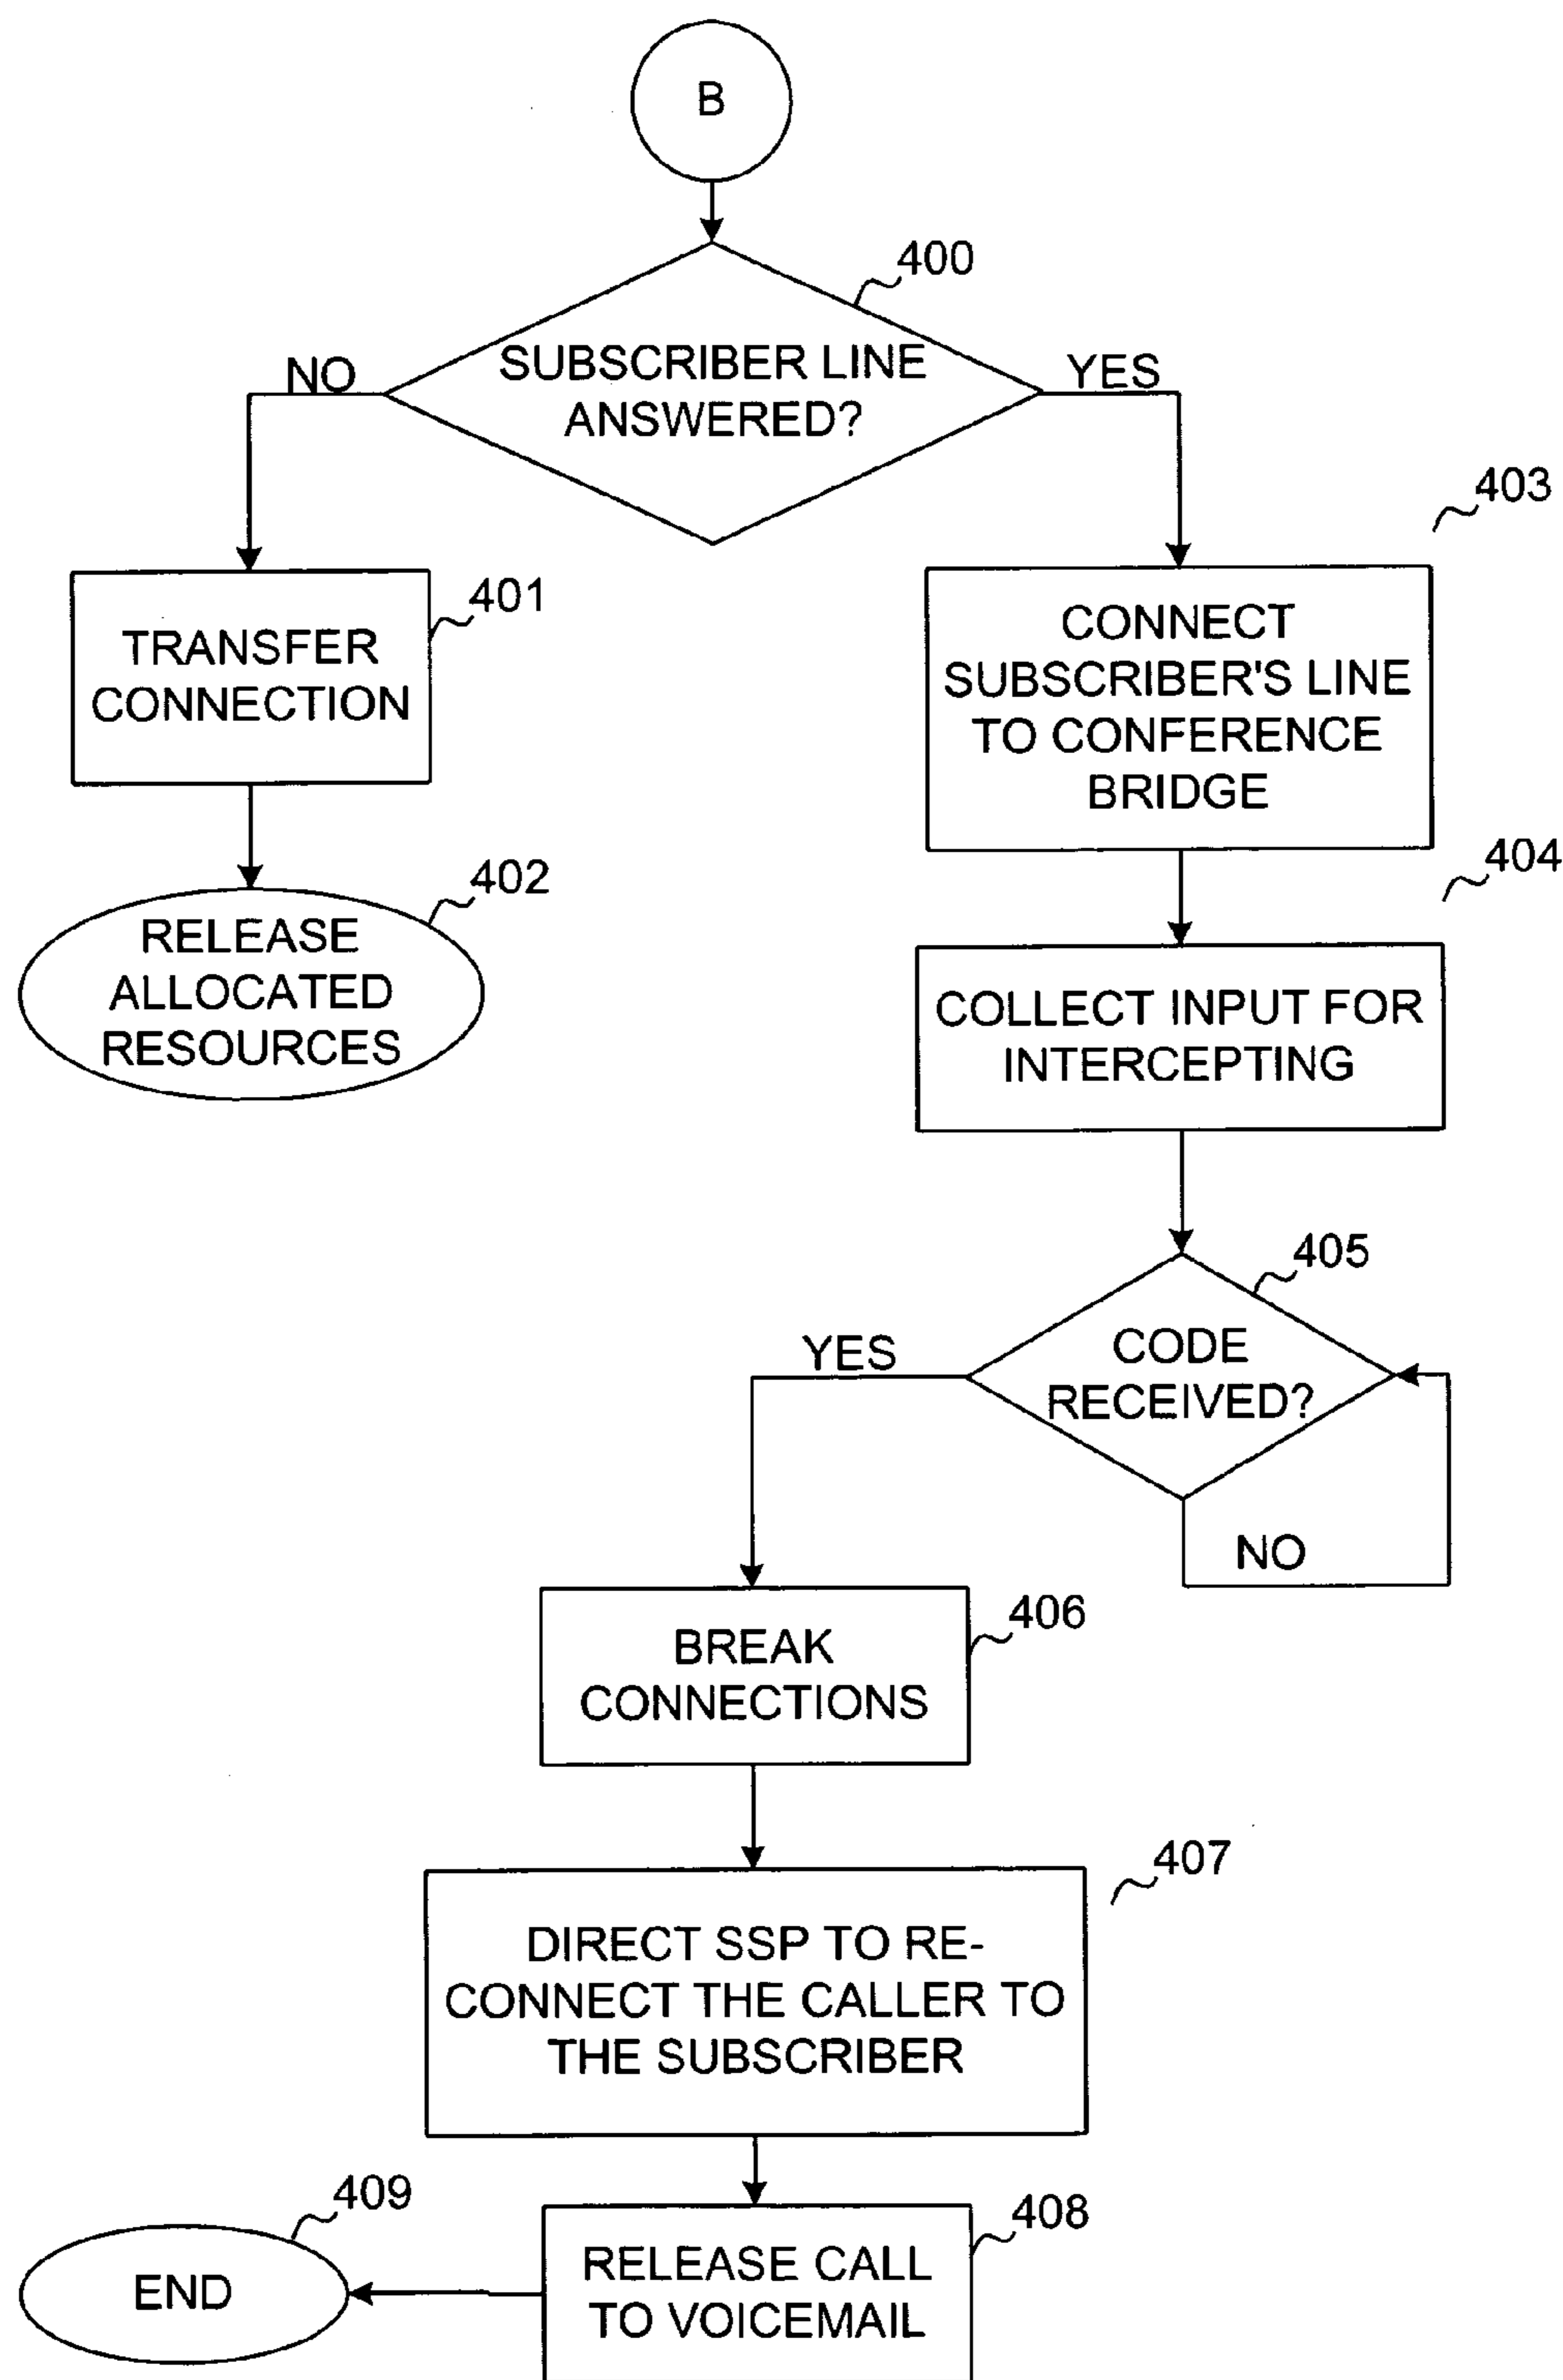 B
400
SUBSCRIBER LINE
ANSWERED?
NO
YES
401
TRANSFER
CONNECTION
402
RELEASE
ALLOCATED
RESOURCES
403
CONNECT
SUBSCRIBER'S LINE
TO CONFERENCE
BRIDGE
404
COLLECT INPUT FOR
INTERCEPTING
405
CODE
RECEIVED?
YES
NO
406
BREAK
CONNECTIONS
407
DIRECT SSP TO RE-
CONNECT THE CALLER TO
THE SUBSCRIBER
408
RELEASE CALL
TO VOICEMAIL
409
END